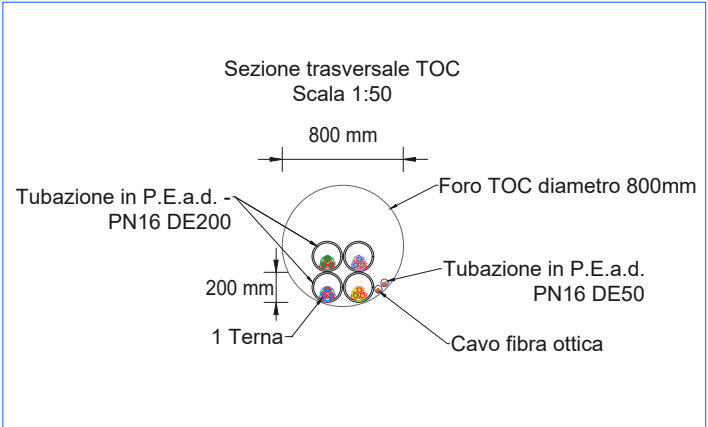 Sezione trasversale TOC
Scala 1:50
800 mm
Foro TOC diametro 800mm
Tubazione in P.E.a.d. -
PN16 DE200
Tubazione in P.E.a.d.
PN16 DE50
200 mm
1 Terna
Cavo fibra ottica